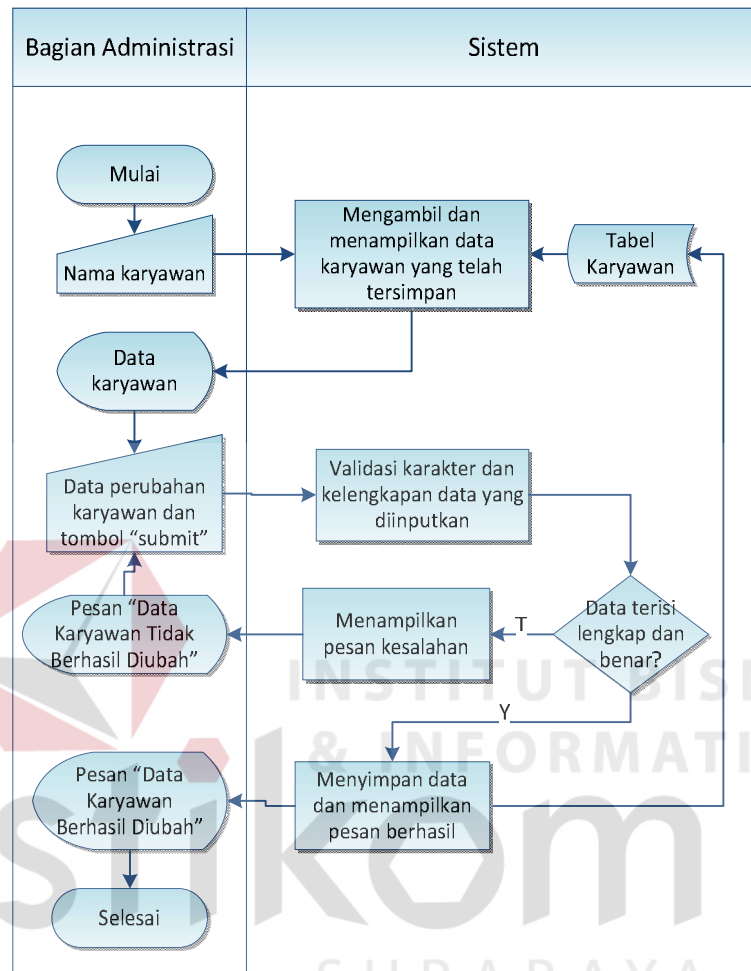 Bagian Administrasi
Sistem
Mulai
Nama karyawan
Mengambil dan
menampilkan data
karyawan yang telah
tersimpan
Tabel
Karyawan
Data
karyawan
Data perubahan
karyawan dan
tombol “submit”
Validasi karakter dan
kelengkapan data yang
diinputkan
Data terisi
lengkap dan
benar?
T
Menampilkan
pesan kesalahan
Pesan “Data
Karyawan Tidak
Berhasil Diubah”
Y
Menyimpan data
dan menampilkan
pesan berhasil
Pesan “Data
Karyawan
Berhasil Diubah”
Selesai
INSTITUT BISI
& INFORMATI
stikom
SURABAYA